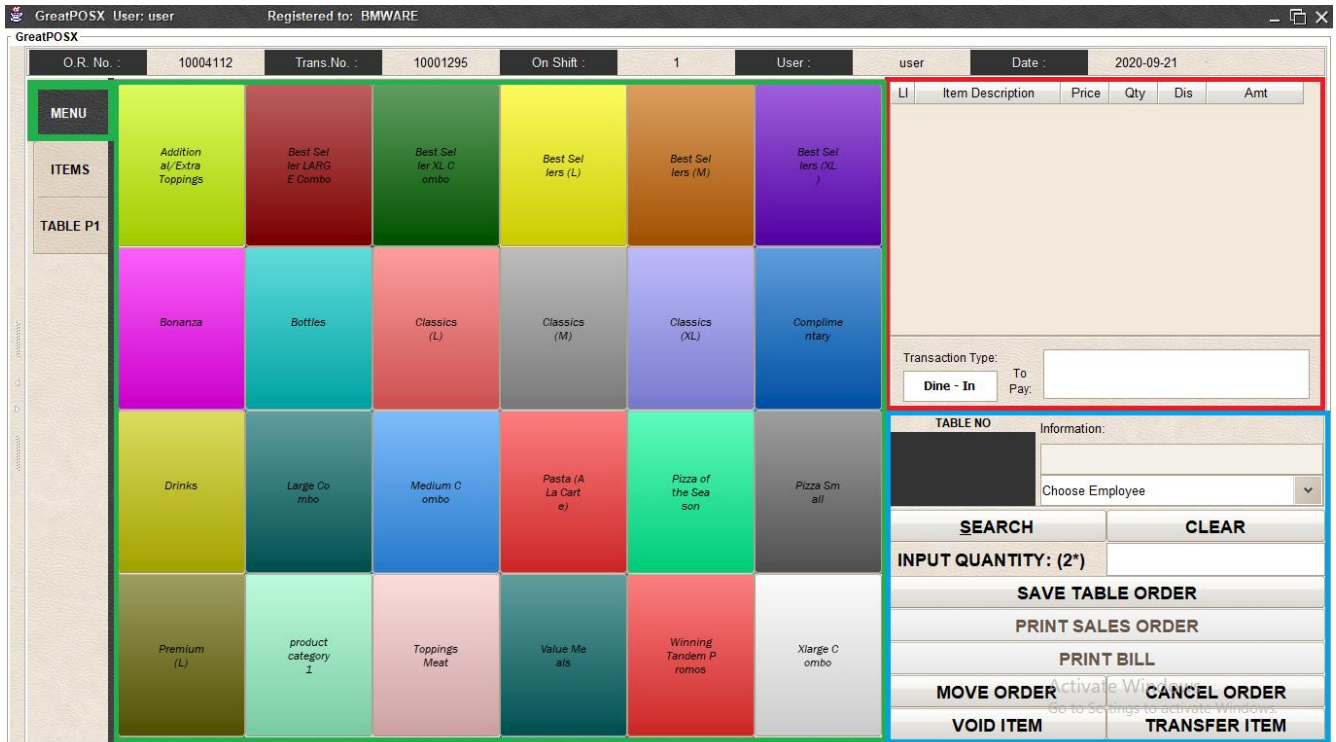 GreatPOSX User: user Registered to: BMWARE
GreatPOSX
O.R. No. : 10004112 Trans.No. : 10001295 On Shift : 1 User : user Date : 2020-09-21
MENU
ITEMS
TABLE P1
Addition
al/Extra
Toppings
Best Sel
ler LARG
E Combo
Best Sel
ler XL C
ombo
Best Sel
lers (L)
Best Sel
lers (M)
Best Sel
lers (XL
)
Bonanza
Bottles
Classics
(L)
Classics
(M)
Classics
(XL)
Complime
ntary
Drinks
Large Co
mbo
Medium C
ombo
Pasta (A
La Cart
e)
Pizza of
the Sea
son
Pizza Sm
all
Premium
(L)
product
category
1
Toppings
Meat
Value Me
als
Winning
Tandem P
romos
Xlarge C
ombo
LI Item Description Price Qty Dis Amt
Transaction Type:
Dine - In
To
Pay:
TABLE NO
Information:
Choose Employee
SEARCH CLEAR
INPUT QUANTITY: (2*)
SAVE TABLE ORDER
PRINT SALES ORDER
PRINT BILL
MOVE ORDER CANCEL ORDER
VOID ITEM TRANSFER ITEM
Activate Windows
Go to Settings to activate Windows.